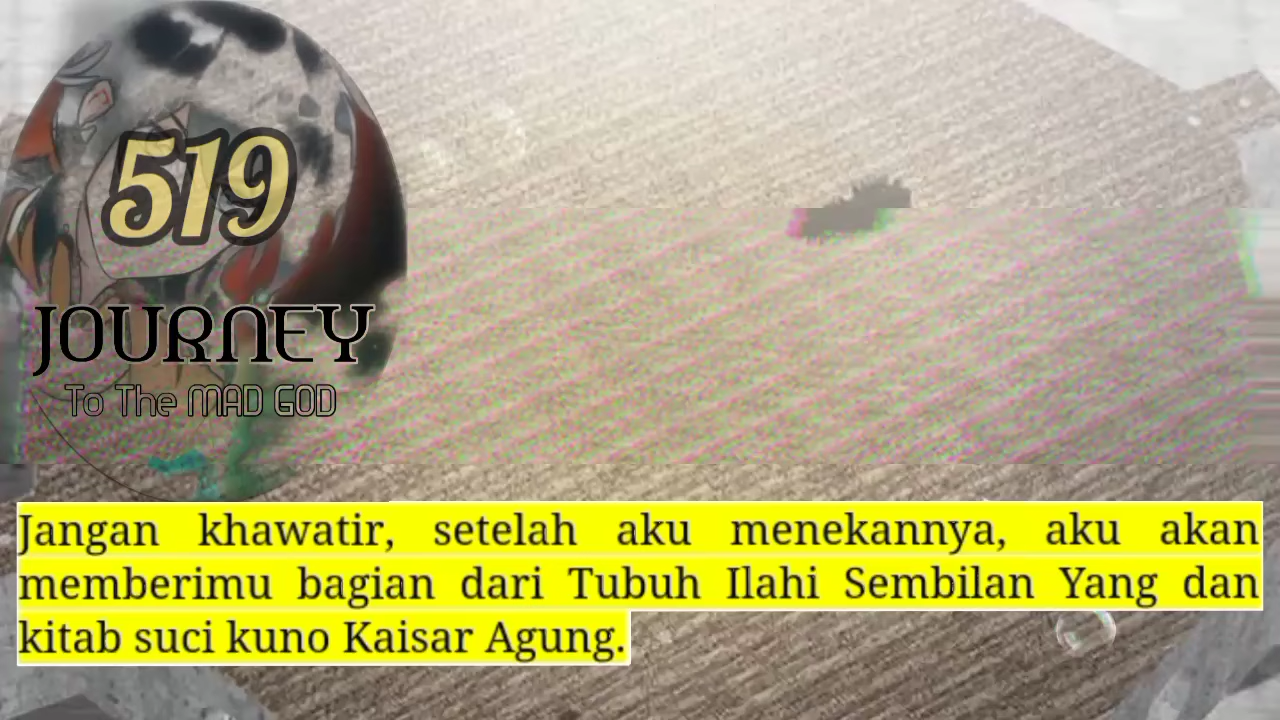 519
JOURNEY
To The MAD GOD
Jangan khawatir, setelah aku menekannya, aku akan
memberimu bagian dari Tubuh Ilahi Sembilan Yang dan
kitab suci kuno Kaisar Agung.